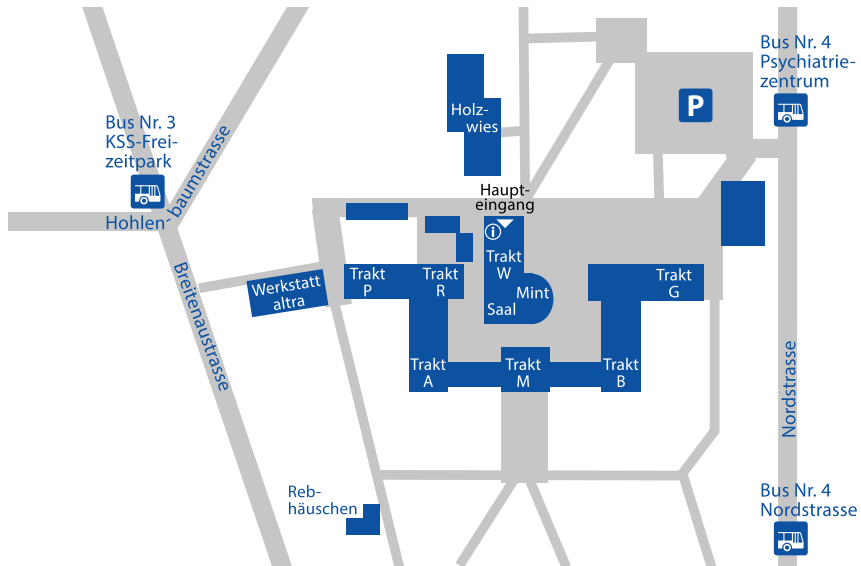 Bus Nr. 4
Psychiatrie-
zentrum
P
Bus Nr. 3
KSS-Frei-
zeitpark
Holz-
wies
Haupt-
eingang
i
Hohlen-
baumstrasse
Trakt
W
Mint
Saal
Trakt
P
Trakt
R
Trakt
G
Werkstatt
altra
Breitenaustrasse
Trakt
A
Trakt
M
Trakt
B
Nordstrasse
Reb-
häuschen
Bus Nr. 4
Nordstrasse